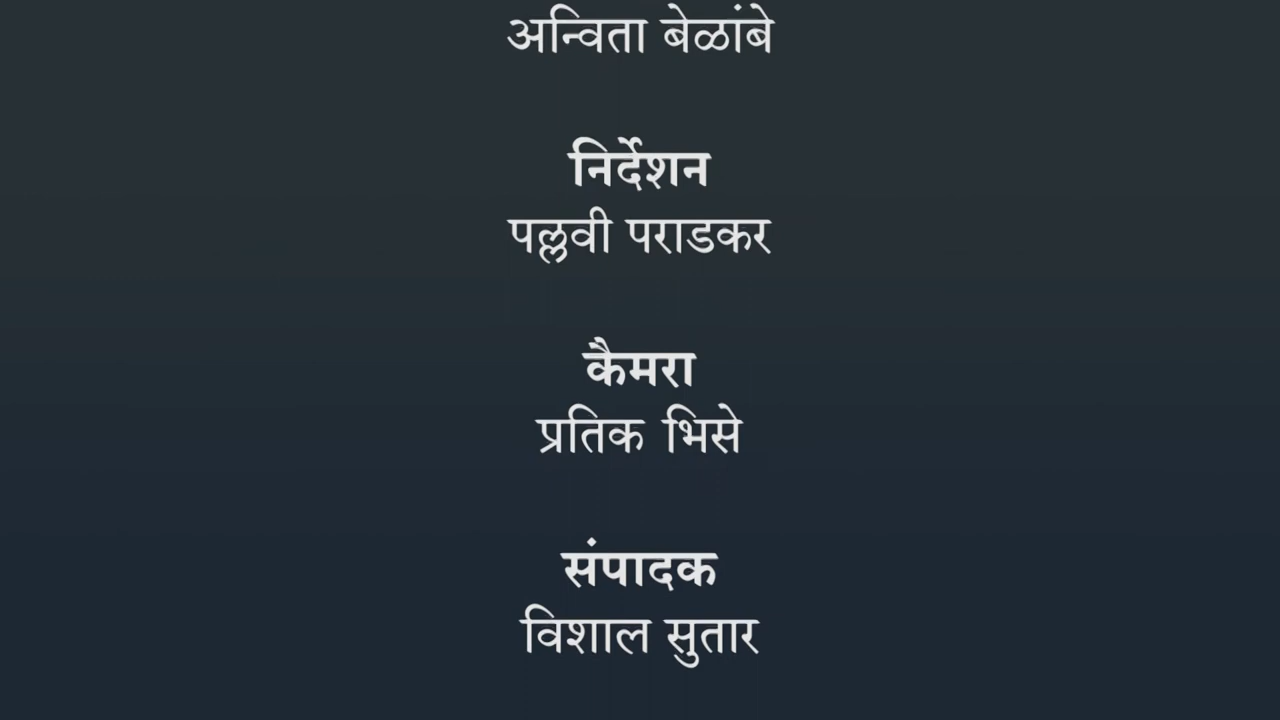 अन्विता बेळांबे
निर्देशन
पल्लवी पराडकर
कैमरा
प्रतिक भिसे
संपादक
विशाल सुतार